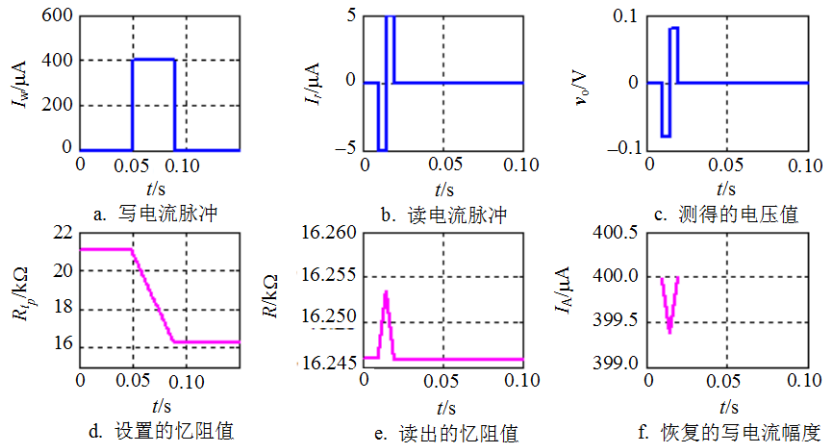 600
400
200
0
I_w/μA
0
0.05
0.10
t/s
a. 写电流脉冲
5
0
−5
I_r/μA
0
0.05
0.10
t/s
b. 读电流脉冲
0.1
0
−0.1
v_o/V
0
0.05
0.10
t/s
c. 测得的电压值
22
20
18
16
R_{t_p}/kΩ
0
0.05
0.10
t/s
d. 设置的忆阻值
16.260
16.255
16.250
16.245
R/kΩ
0
0.05
0.10
t/s
e. 读出的忆阻值
400.5
400.0
399.5
399.0
I_A/μA
0
0.05
0.10
t/s
f. 恢复的写电流幅度